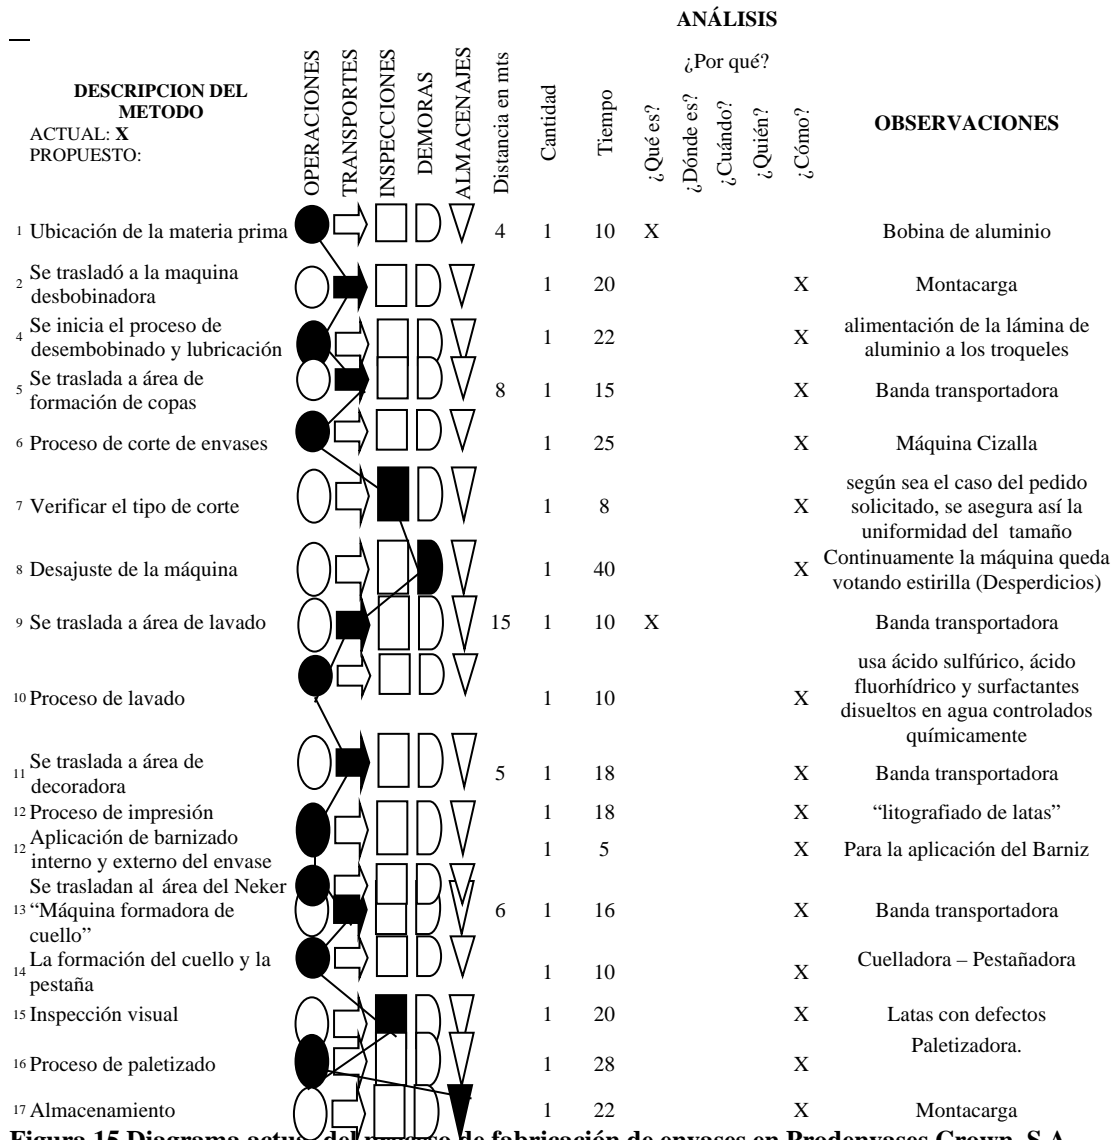 ANÁLISIS
¿Por qué?
DESCRIPCION DEL
METODO
ACTUAL: X
PROPUESTO:
OPERACIONES
TRANSPORTES
INSPECCIONES
DEMORAS
ALMACENAJES
Distancia en mts
Cantidad
Tiempo
¿Qué es?
¿Dónde es?
¿Cuándo?
¿Quién?
¿Cómo?
OBSERVACIONES
1 Ubicación de la materia prima 4 1 10 X Bobina de aluminio
2 Se trasladó a la maquina
desbobinadora 1 20 X Montacarga
4 Se inicia el proceso de
desembobinado y lubricación 1 22 X alimentación de la lámina de
aluminio a los troqueles
5 Se traslada a área de
formación de copas 8 1 15 X Banda transportadora
6 Proceso de corte de envases 1 25 X Máquina Cizalla
7 Verificar el tipo de corte 1 8 X según sea el caso del pedido
solicitado, se asegura así la
uniformidad del tamaño
8 Desajuste de la máquina 1 40 X Continuamente la máquina queda
votando estirilla (Desperdicios)
9 Se traslada a área de lavado 15 1 10 X Banda transportadora
10 Proceso de lavado 1 10 X usa ácido sulfúrico, ácido
fluorhídrico y surfactantes
disueltos en agua controlados
químicamente
11 Se traslada a área de
decoradora 5 1 18 X Banda transportadora
12 Proceso de impresión 1 18 X “litografiado de latas”
12 Aplicación de barnizado
interno y externo del envase 1 5 X Para la aplicación del Barniz
Se trasladan al área del Neker
13 “Máquina formadora de
cuello” 6 1 16 X Banda transportadora
14 La formación del cuello y la
pestaña 1 10 X Cuelladora – Pestañadora
15 Inspección visual 1 20 X Latas con defectos
16 Proceso de paletizado 1 28 X Paletizadora.
17 Almacenamiento 1 22 X Montacarga
Figura 15 Diagrama actual del proceso de fabricación de envases en Prodenvases Crown, S.A